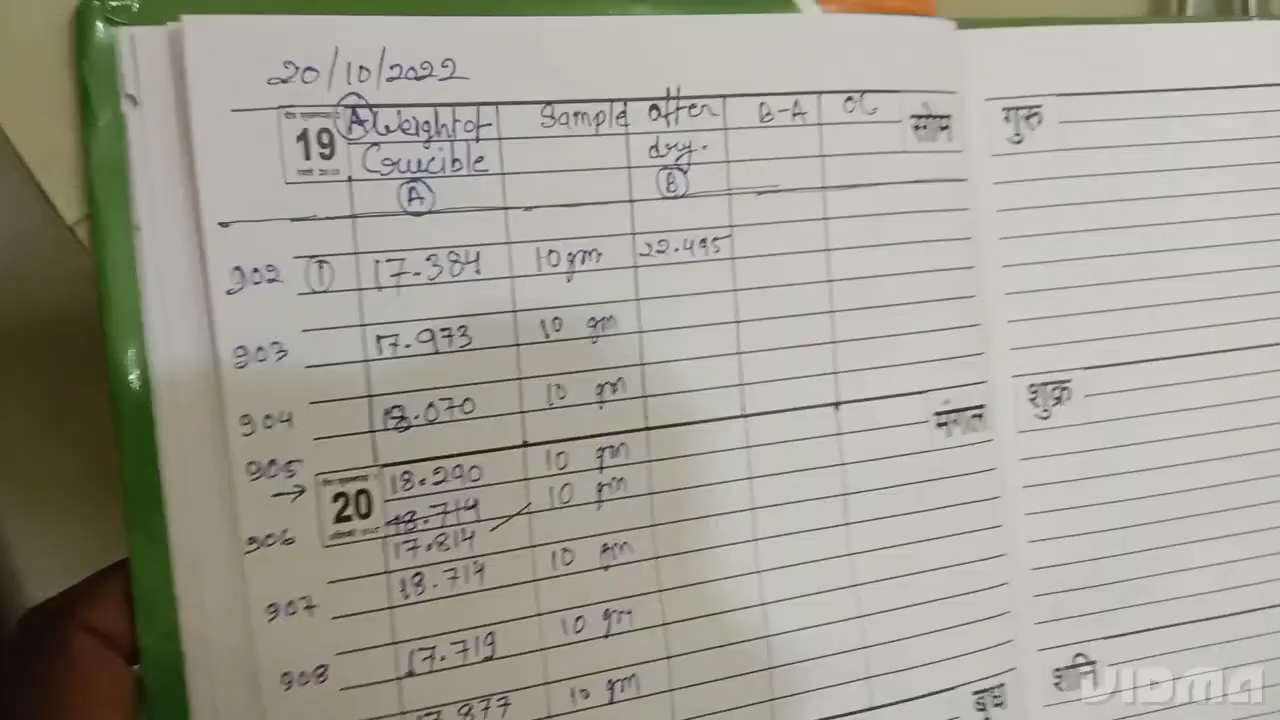 20/10/2022
19 A Weight of Sample after B-A सोम
Crucible dry.
A B
902 1 17.384 10gm 22.495
903 17.973 10 gm
904 18.070 10 gm
905 18.290 10 gm
→ 20 18.714 10 gm
906 17.814
907 18.714 10 gm
908 17.719 10 gm
17.877 10 gm
मंगल
बुध
गुरु
शुक्र
शनि
VIDMA